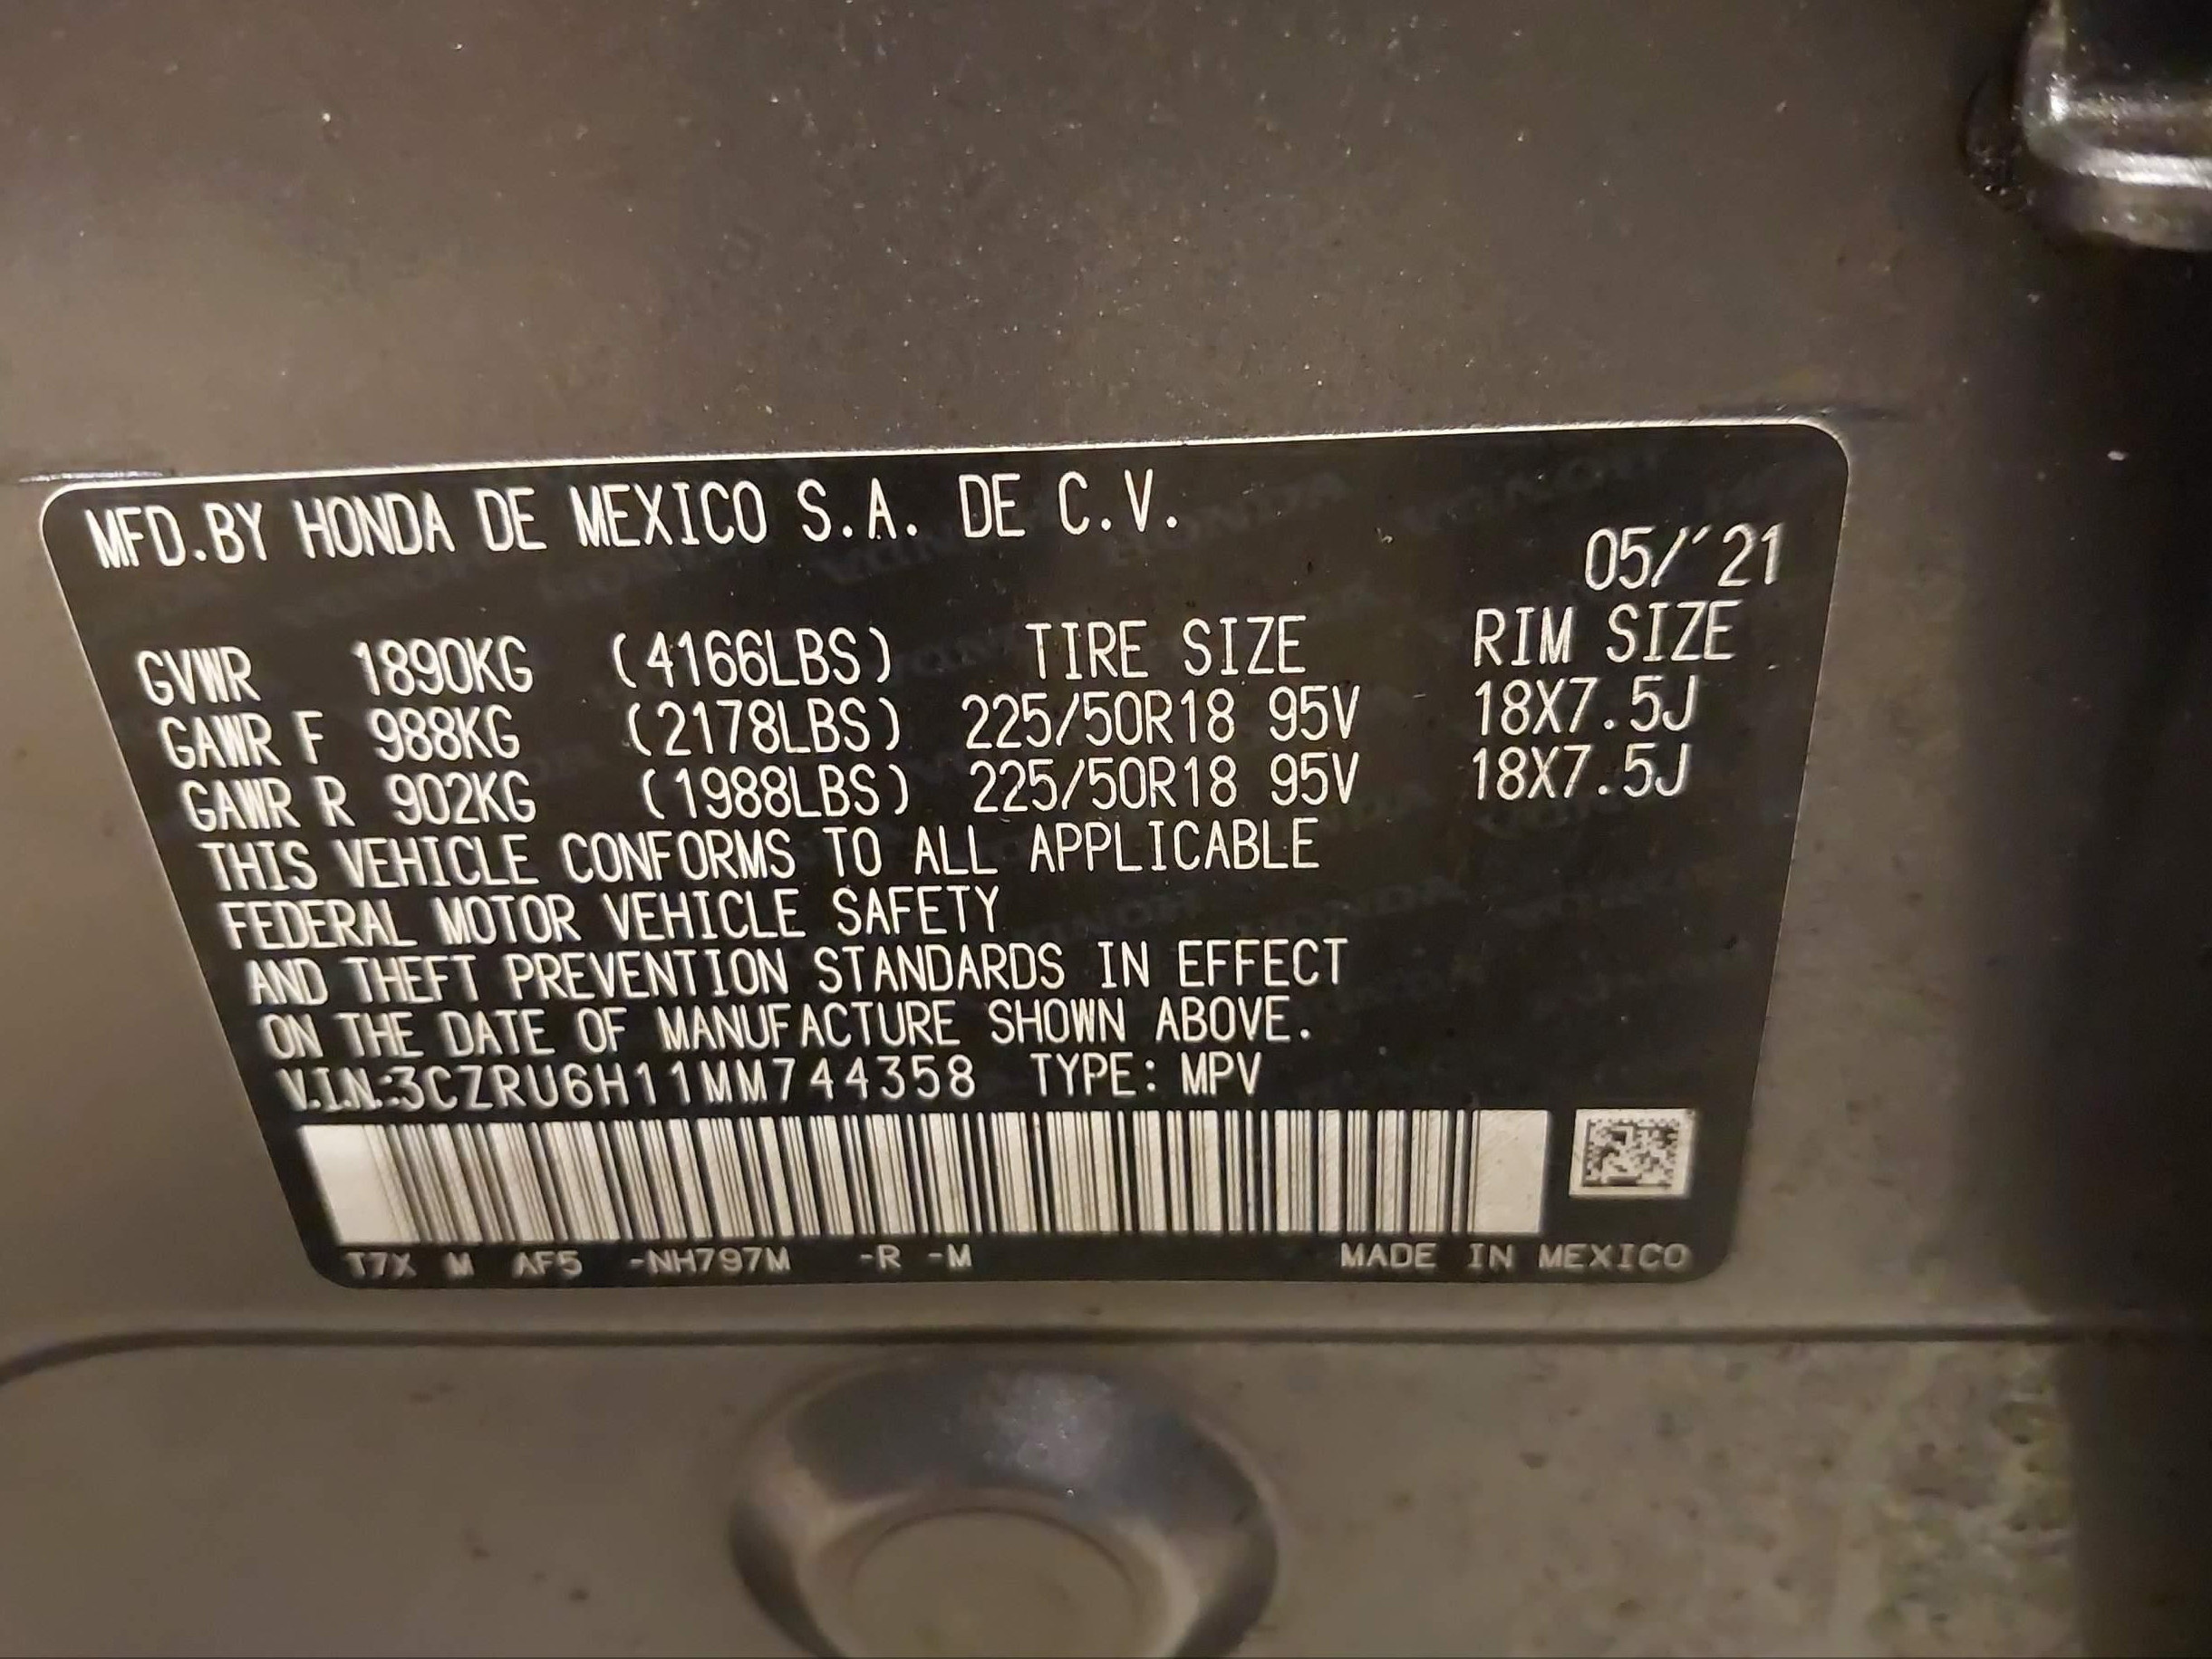 MFD.BY HONDA DE MEXICO S.A. DE C.V.
05/'21
GVWR 1890KG (4166LBS) TIRE SIZE RIM SIZE
GAWR F 988KG (2178LBS) 225/50R18 95V 18X7.5J
GAWR R 902KG (1988LBS) 225/50R18 95V 18X7.5J
THIS VEHICLE CONFORMS TO ALL APPLICABLE
FEDERAL MOTOR VEHICLE SAFETY
AND THEFT PREVENTION STANDARDS IN EFFECT
ON THE DATE OF MANUFACTURE SHOWN ABOVE.
V.I.N.:3CZRU6H11MM744358 TYPE: MPV
T7X M AF5 -NH797M -R -M MADE IN MEXICO